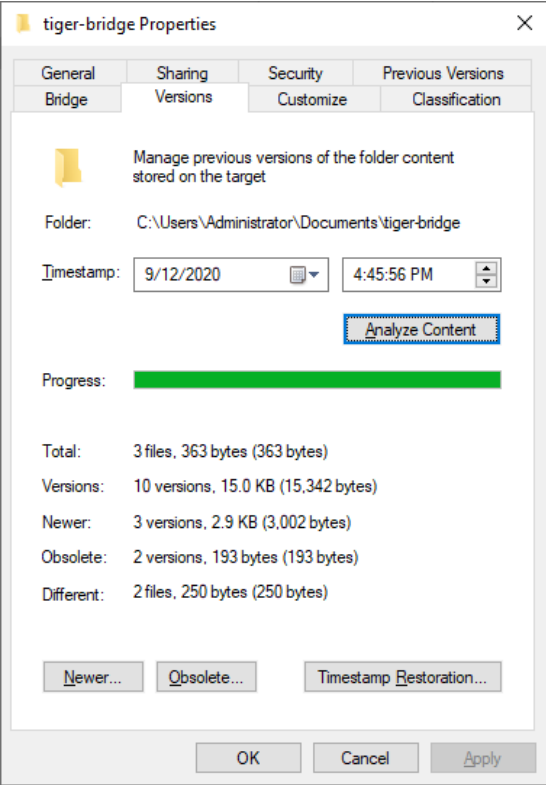 tiger-bridge Properties
General Sharing Security Previous Versions
Bridge Versions Customize Classification
Manage previous versions of the folder content
stored on the target
Folder: C:\Users\Administrator\Documents\tiger-bridge
Timestamp: 9/12/2020 4:45:56 PM
Analyze Content
Progress:
Total: 3 files, 363 bytes (363 bytes)
Versions: 10 versions, 15.0 KB (15,342 bytes)
Newer: 3 versions, 2.9 KB (3,002 bytes)
Obsolete: 2 versions, 193 bytes (193 bytes)
Different: 2 files, 250 bytes (250 bytes)
Newer... Obsolete... Timestamp Restoration...
OK Cancel Apply